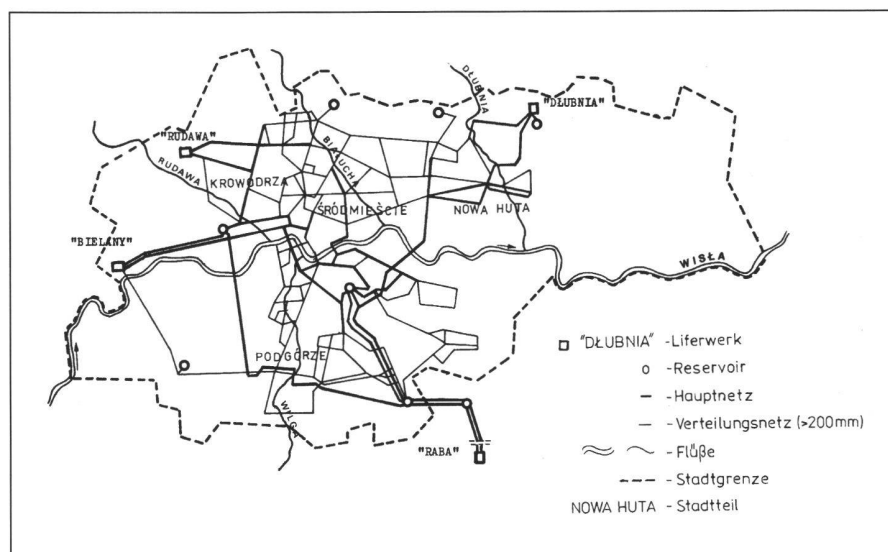 DŁUBNIA
"DŁUBNIA"
"RUDAWA"
BIAŁUCHA
RUDAWA
KROWODRZA
ŚRÓDMIEŚCIE
NOWA HUTA
"BIELANY"
WISŁA
PODGÓRZE
WILGA
"RABA"
"DŁUBNIA" -Liferwerk
-Reservoir
-Hauptnetz
-Verteilungsnetz (>200mm)
-Flüße
-Stadtgrenze
NOWA HUTA -Stadtteil